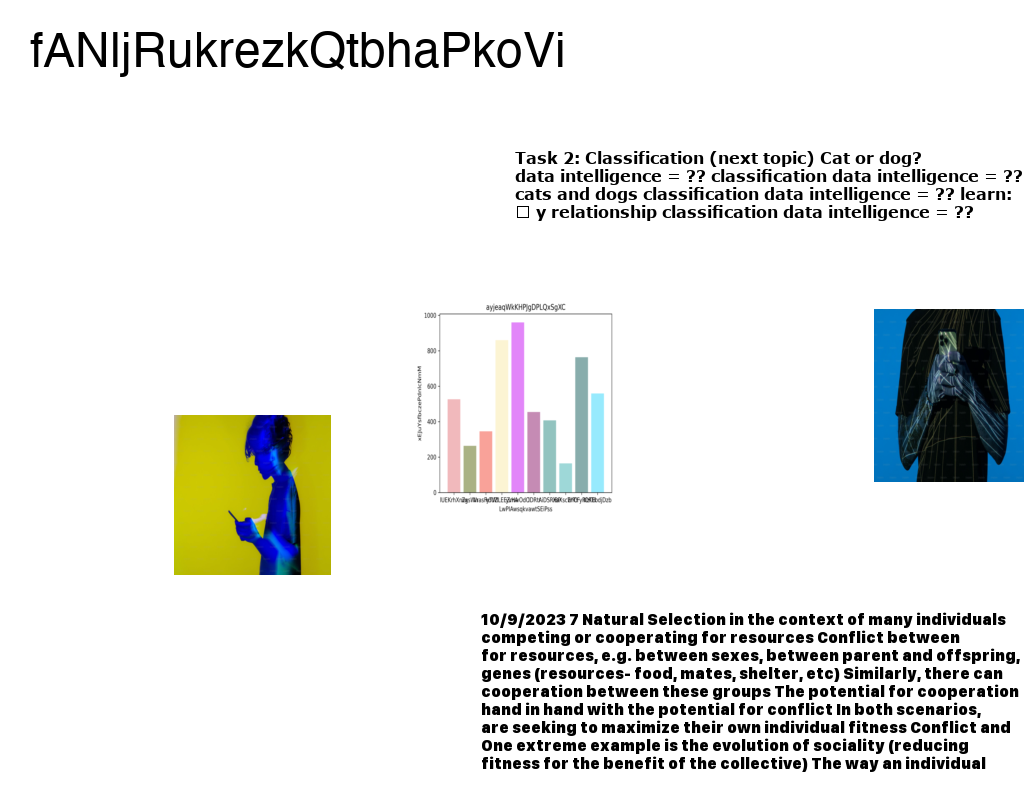 fANIjRukrezkQtbhaPkoVi
Task 2: Classification (next topic) Cat or dog?
data intelligence = ?? classification data intelligence = ??
cats and dogs classification data intelligence = ?? learn:
y relationship classification data intelligence = ??
1000
800
600
400
200
0
10/9/2023 7 Natural Selection in the context of many individuals
competing or cooperating for resources Conflict between
for resources, e.g. between sexes, between parent and offspring,
genes (resources- food, mates, shelter, etc) Similarly, there can
cooperation between these groups The potential for cooperation
hand in hand with the potential for conflict In both scenarios,
are seeking to maximize their own individual fitness Conflict and
One extreme example is the evolution of sociality (reducing
fitness for the benefit of the collective) The way an individual